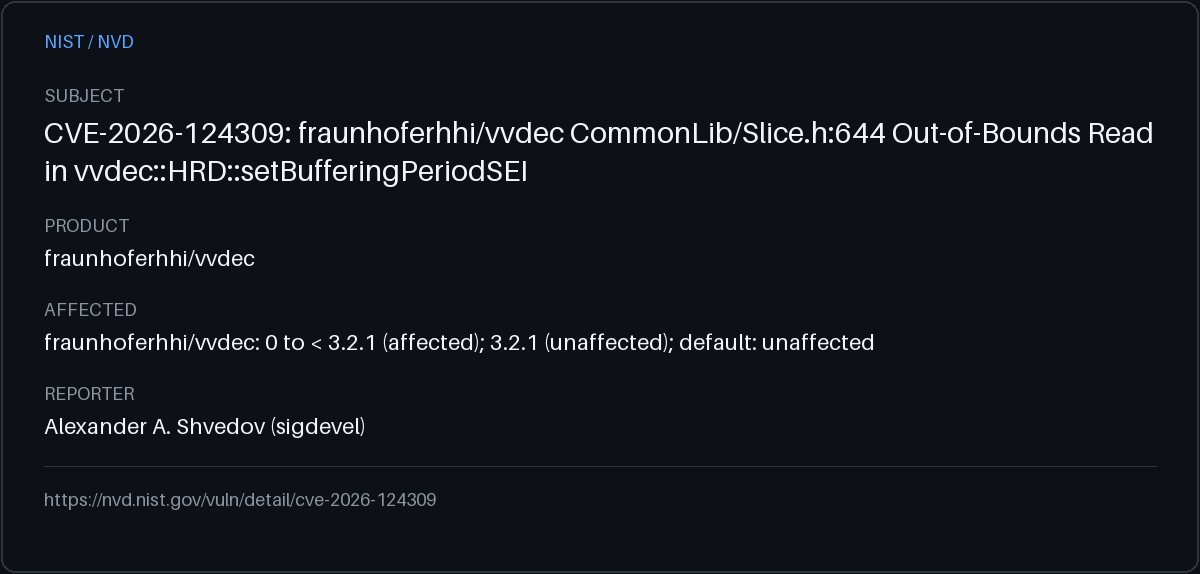 NIST / NVD
SUBJECT
CVE-2026-124309: fraunhoferhhi/vvdec CommonLib/Slice.h:644 Out-of-Bounds Read
in vvdec::HRD::setBufferingPeriodSEI
PRODUCT
fraunhoferhhi/vvdec
AFFECTED
fraunhoferhhi/vvdec: 0 to < 3.2.1 (affected); 3.2.1 (unaffected); default: unaffected
REPORTER
Alexander A. Shvedov (sigdevel)
https://nvd.nist.gov/vuln/detail/cve-2026-124309